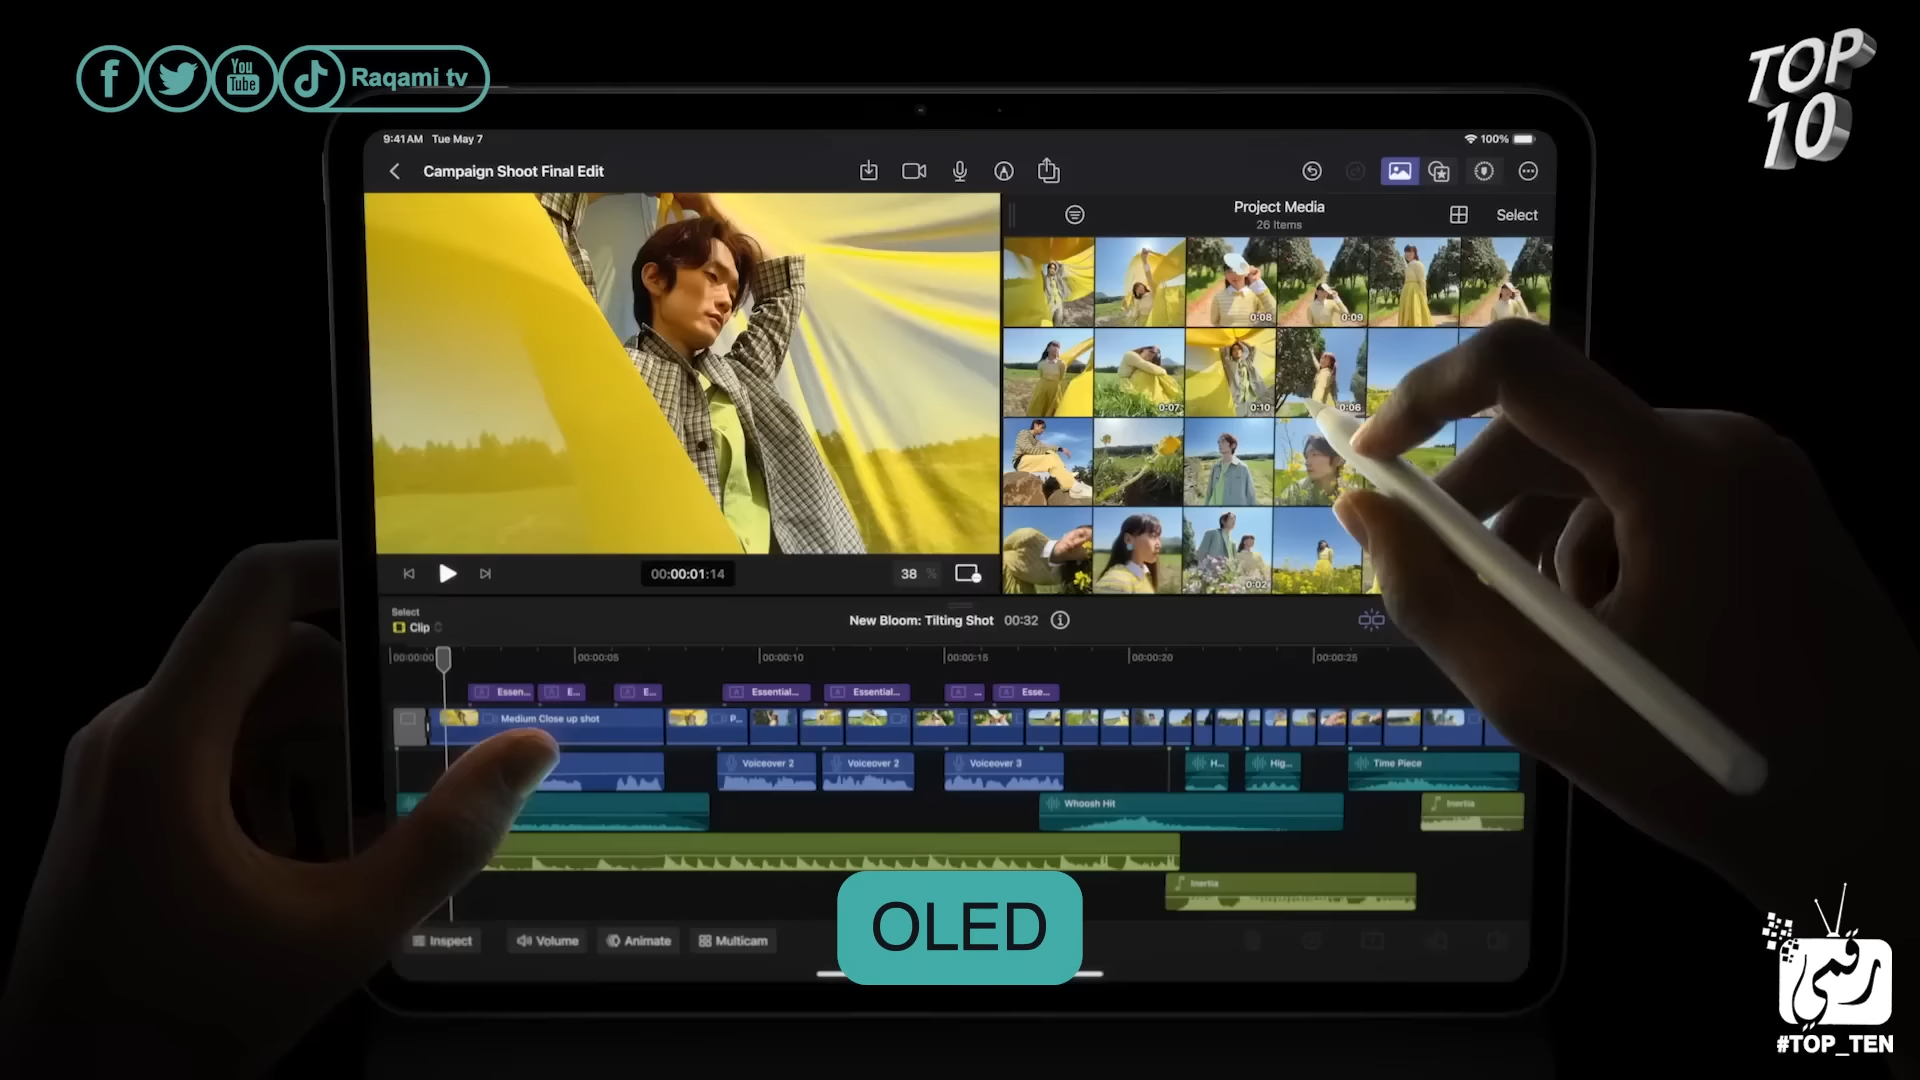 f
You
Tube
Raqami tv
TOP
10
9:41 AM Tue May 7
100%
Campaign Shoot Final Edit
Project Media
26 Items
Select
0:08
0:09
0:07
0:10
0:06
0:02
00:00:01:14
38 %
Select
Clip
New Bloom: Tilting Shot 00:32
00:00:00
00:00:05
00:00:10
00:00:15
00:00:20
00:00:25
Essen...
E...
E...
Essential...
Essential...
...
Esse...
Medium Close up shot
P...
Voiceover 2
Voiceover 2
Voiceover 3
H...
Hig...
Time Piece
Whoosh Hit
Inertia
Inertia
OLED
Inspect
Volume
Animate
Multicam
رقمي
#TOP_TEN